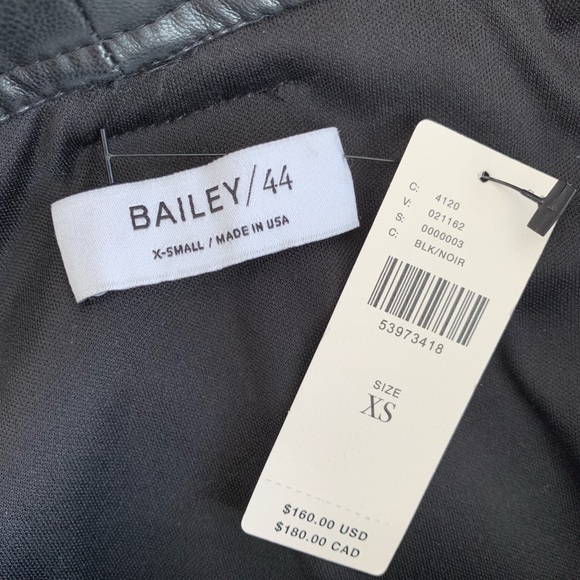 BAILEY/44
X-SMALL / MADE IN USA
C: 4120
V: 021162
S: 0000003
C: BLK/NOIR
53973418
SIZE
XS
$160.00 USD
$180.00 CAD